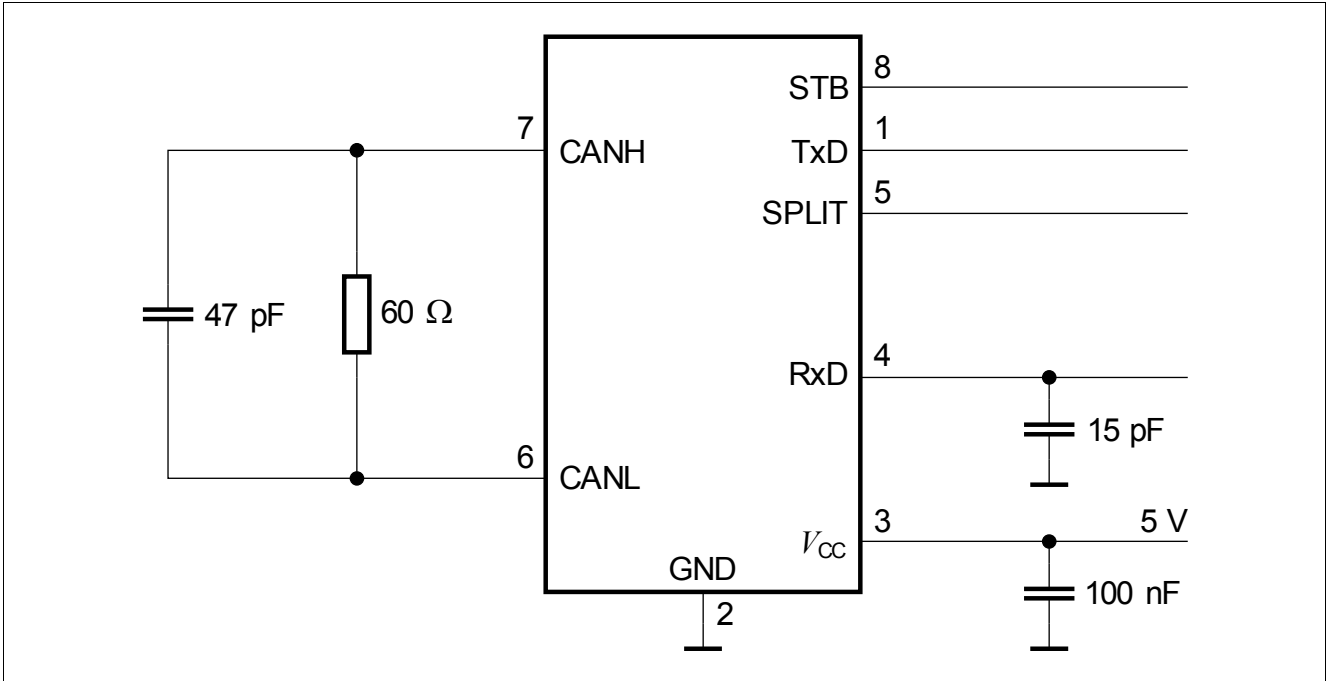 8
STB
7
1
CANH
TxD
5
SPLIT
47 pF
60 Ω
4
RxD
15 pF
6
CANL
3
5 V
VCC
GND
100 nF
2